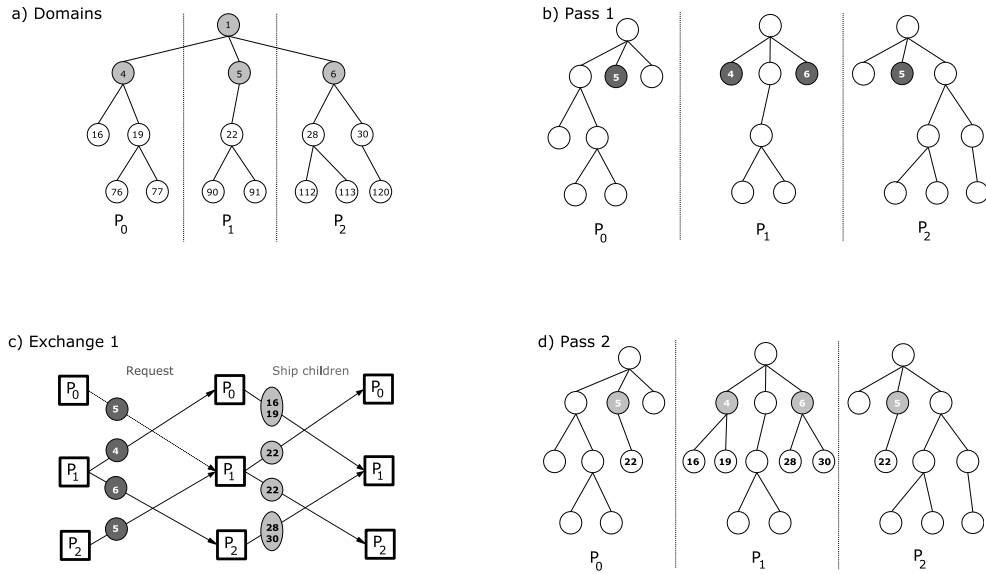 a) Domains
1
4 5 6
16 19 22 28 30
76 77 90 91 112 113 120
P0 P1 P2
b) Pass 1
5 4 6 5
P0 P1 P2
c) Exchange 1
Request Ship children
P0 P0 P0
5 16
19
4 22
P1 P1 P1
6 22
5 28
30
P2 P2 P2
d) Pass 2
5 4 6 5
22 16 19 28 30 22
P0 P1 P2